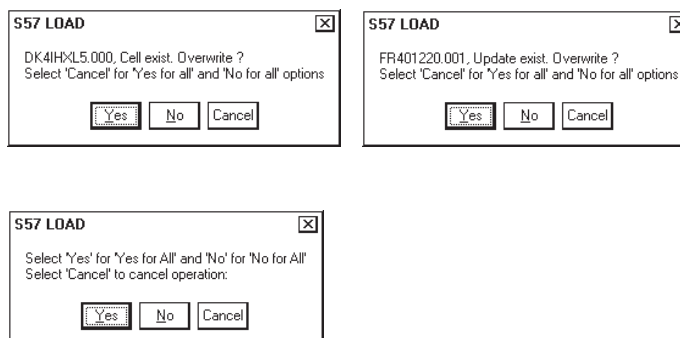 S57 LOAD
DK4IHXL5.000, Cell exist. Overwrite ?
Select 'Cancel' for 'Yes for all' and 'No for all' options
Yes No Cancel
S57 LOAD
FR401220.001, Update exist. Overwrite ?
Select 'Cancel' for 'Yes for all' and 'No for all' options
Yes No Cancel
S57 LOAD
Select 'Yes' for 'Yes for All' and 'No' for 'No for All'
Select 'Cancel' to cancel operation:
Yes No Cancel